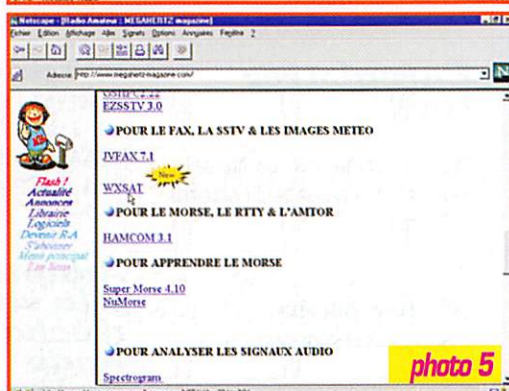 Netscape - [Radio Amateur : MEGAHERTZ magazine]
Fichier Edition Affichage Aller Signets Options Annuaires Fenêtre ?
Adresse http://www.megahertz-magazine.com/
EZSSTV 3.0
POUR LE FAX, LA SSTV & LES IMAGES METEO
JVFAX 7.1
New
WXSAT
POUR LE MORSE, LE RTTY & L'AMTOR
HAMCOM 3.1
POUR APPRENDRE LE MORSE
Super Morse 4.10
NuMorse
POUR ANALYSER LES SIGNAUX AUDIO
Spectrogram
Flash !
Actualité
Annonces
Librairie
Logiciels
Devenir R-A
S'abonner
Menu principal
photo 5